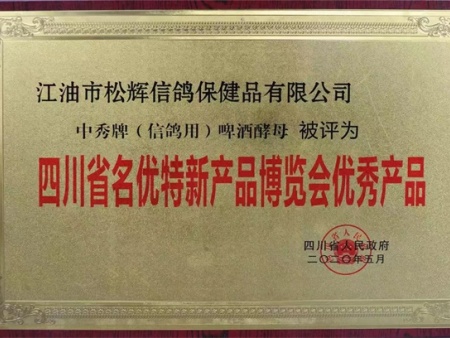 江油市松辉信鸽保健品有限公司
中秀牌（信鸽用）啤酒酵母 被评为
四川省名优特新产品博览会优秀产品
四川省人民政府
二〇二〇年五月